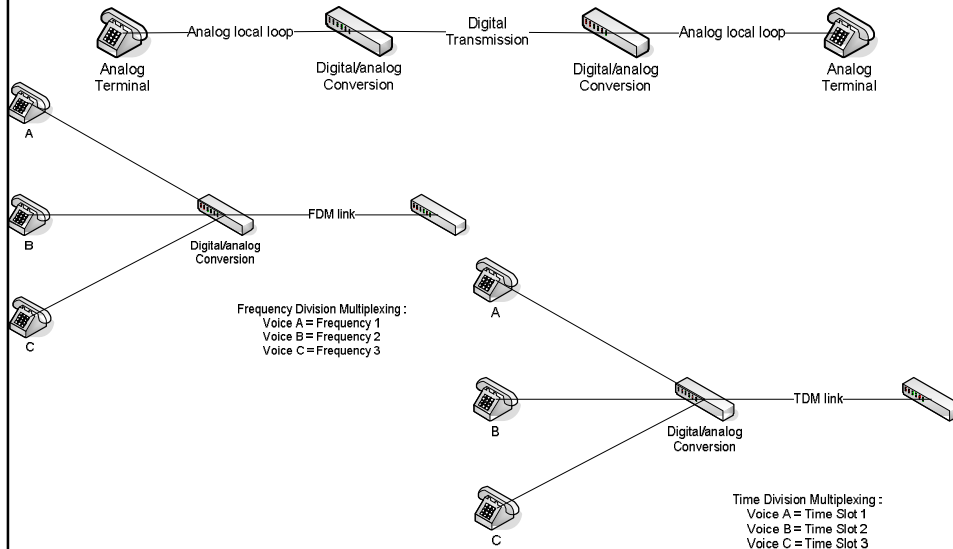 Analog local loop
Digital
Transmission
Analog local loop
Analog
Terminal
Digital/analog
Conversion
Digital/analog
Conversion
Analog
Terminal
A
B
C
Digital/analog
Conversion
FDM link
Frequency Division Multiplexing :
Voice A = Frequency 1
Voice B = Frequency 2
Voice C = Frequency 3
A
B
C
Digital/analog
Conversion
TDM link
Time Division Multiplexing :
Voice A = Time Slot 1
Voice B = Time Slot 2
Voice C = Time Slot 3